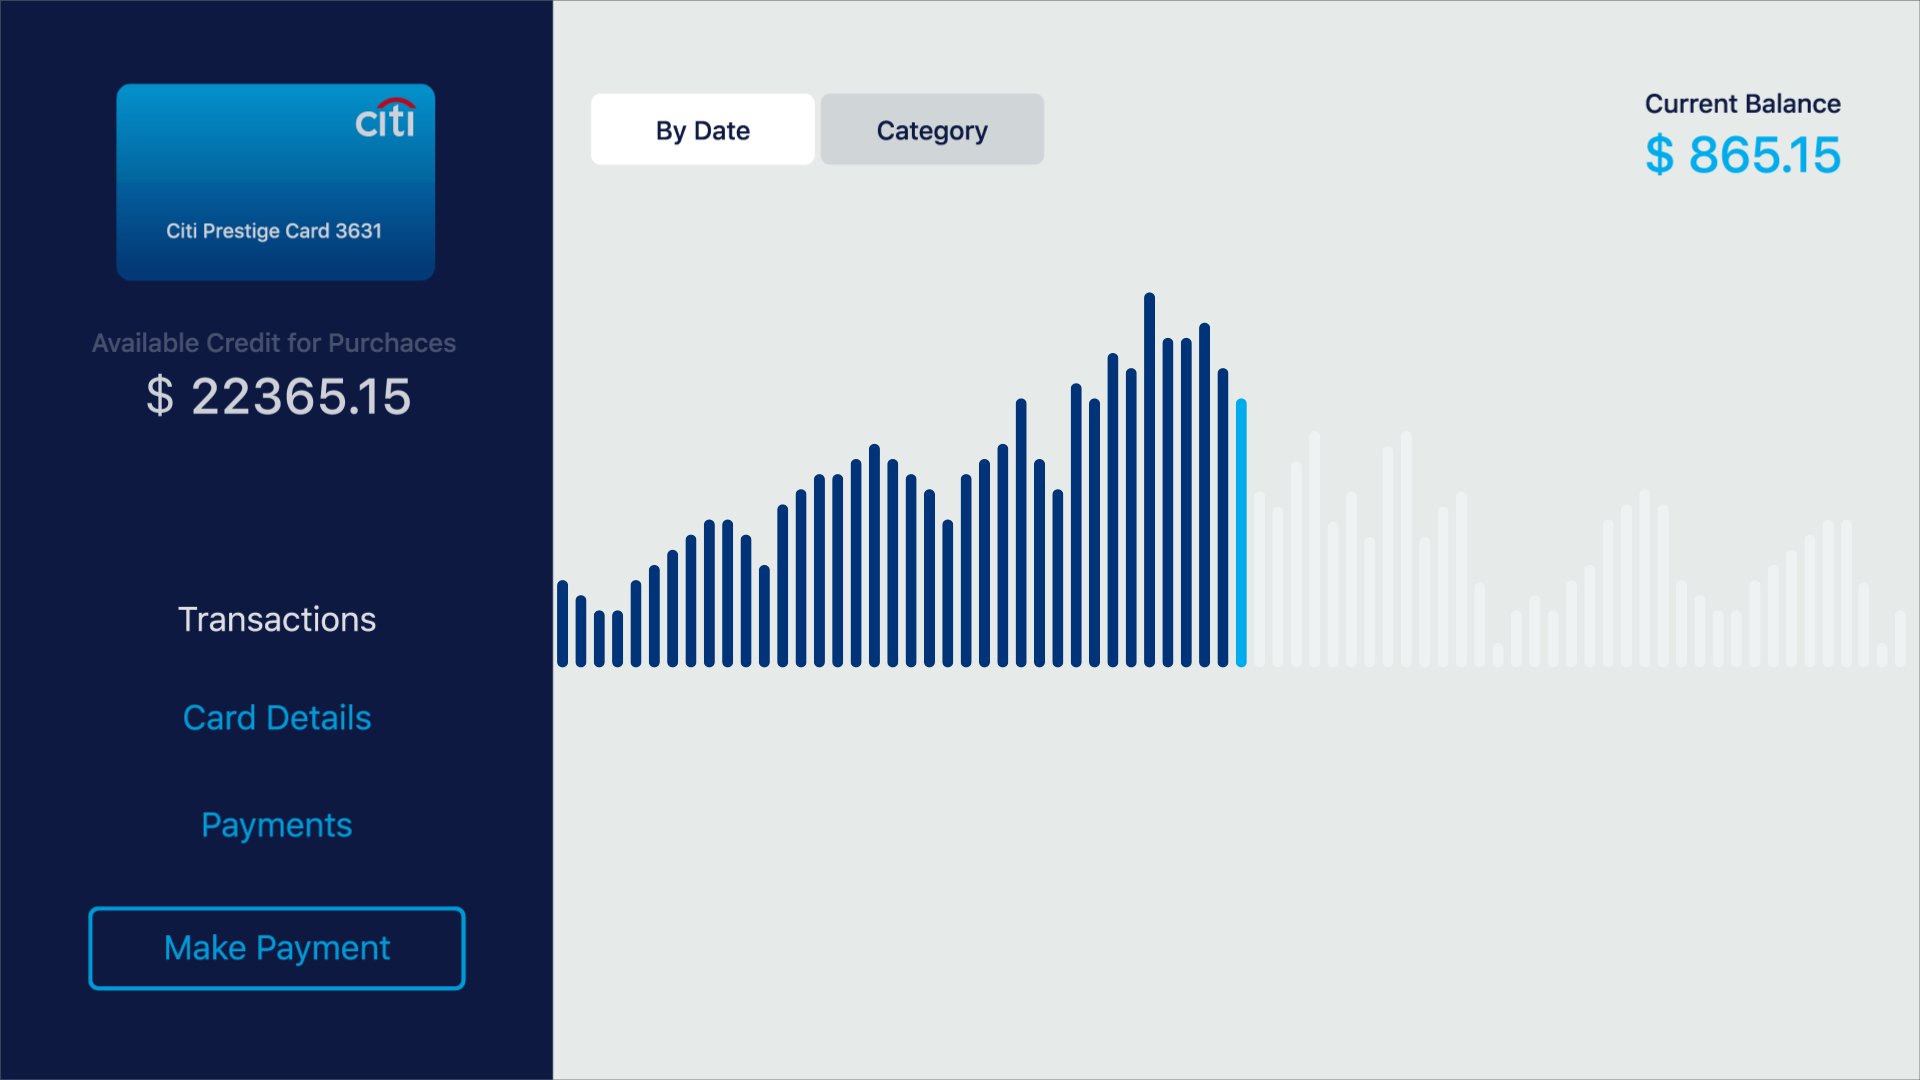 citi
Citi Prestige Card 3631
Available Credit for Purchaces
$ 22365.15
Transactions
Card Details
Payments
Make Payment
By Date
Category
Current Balance
$ 865.15